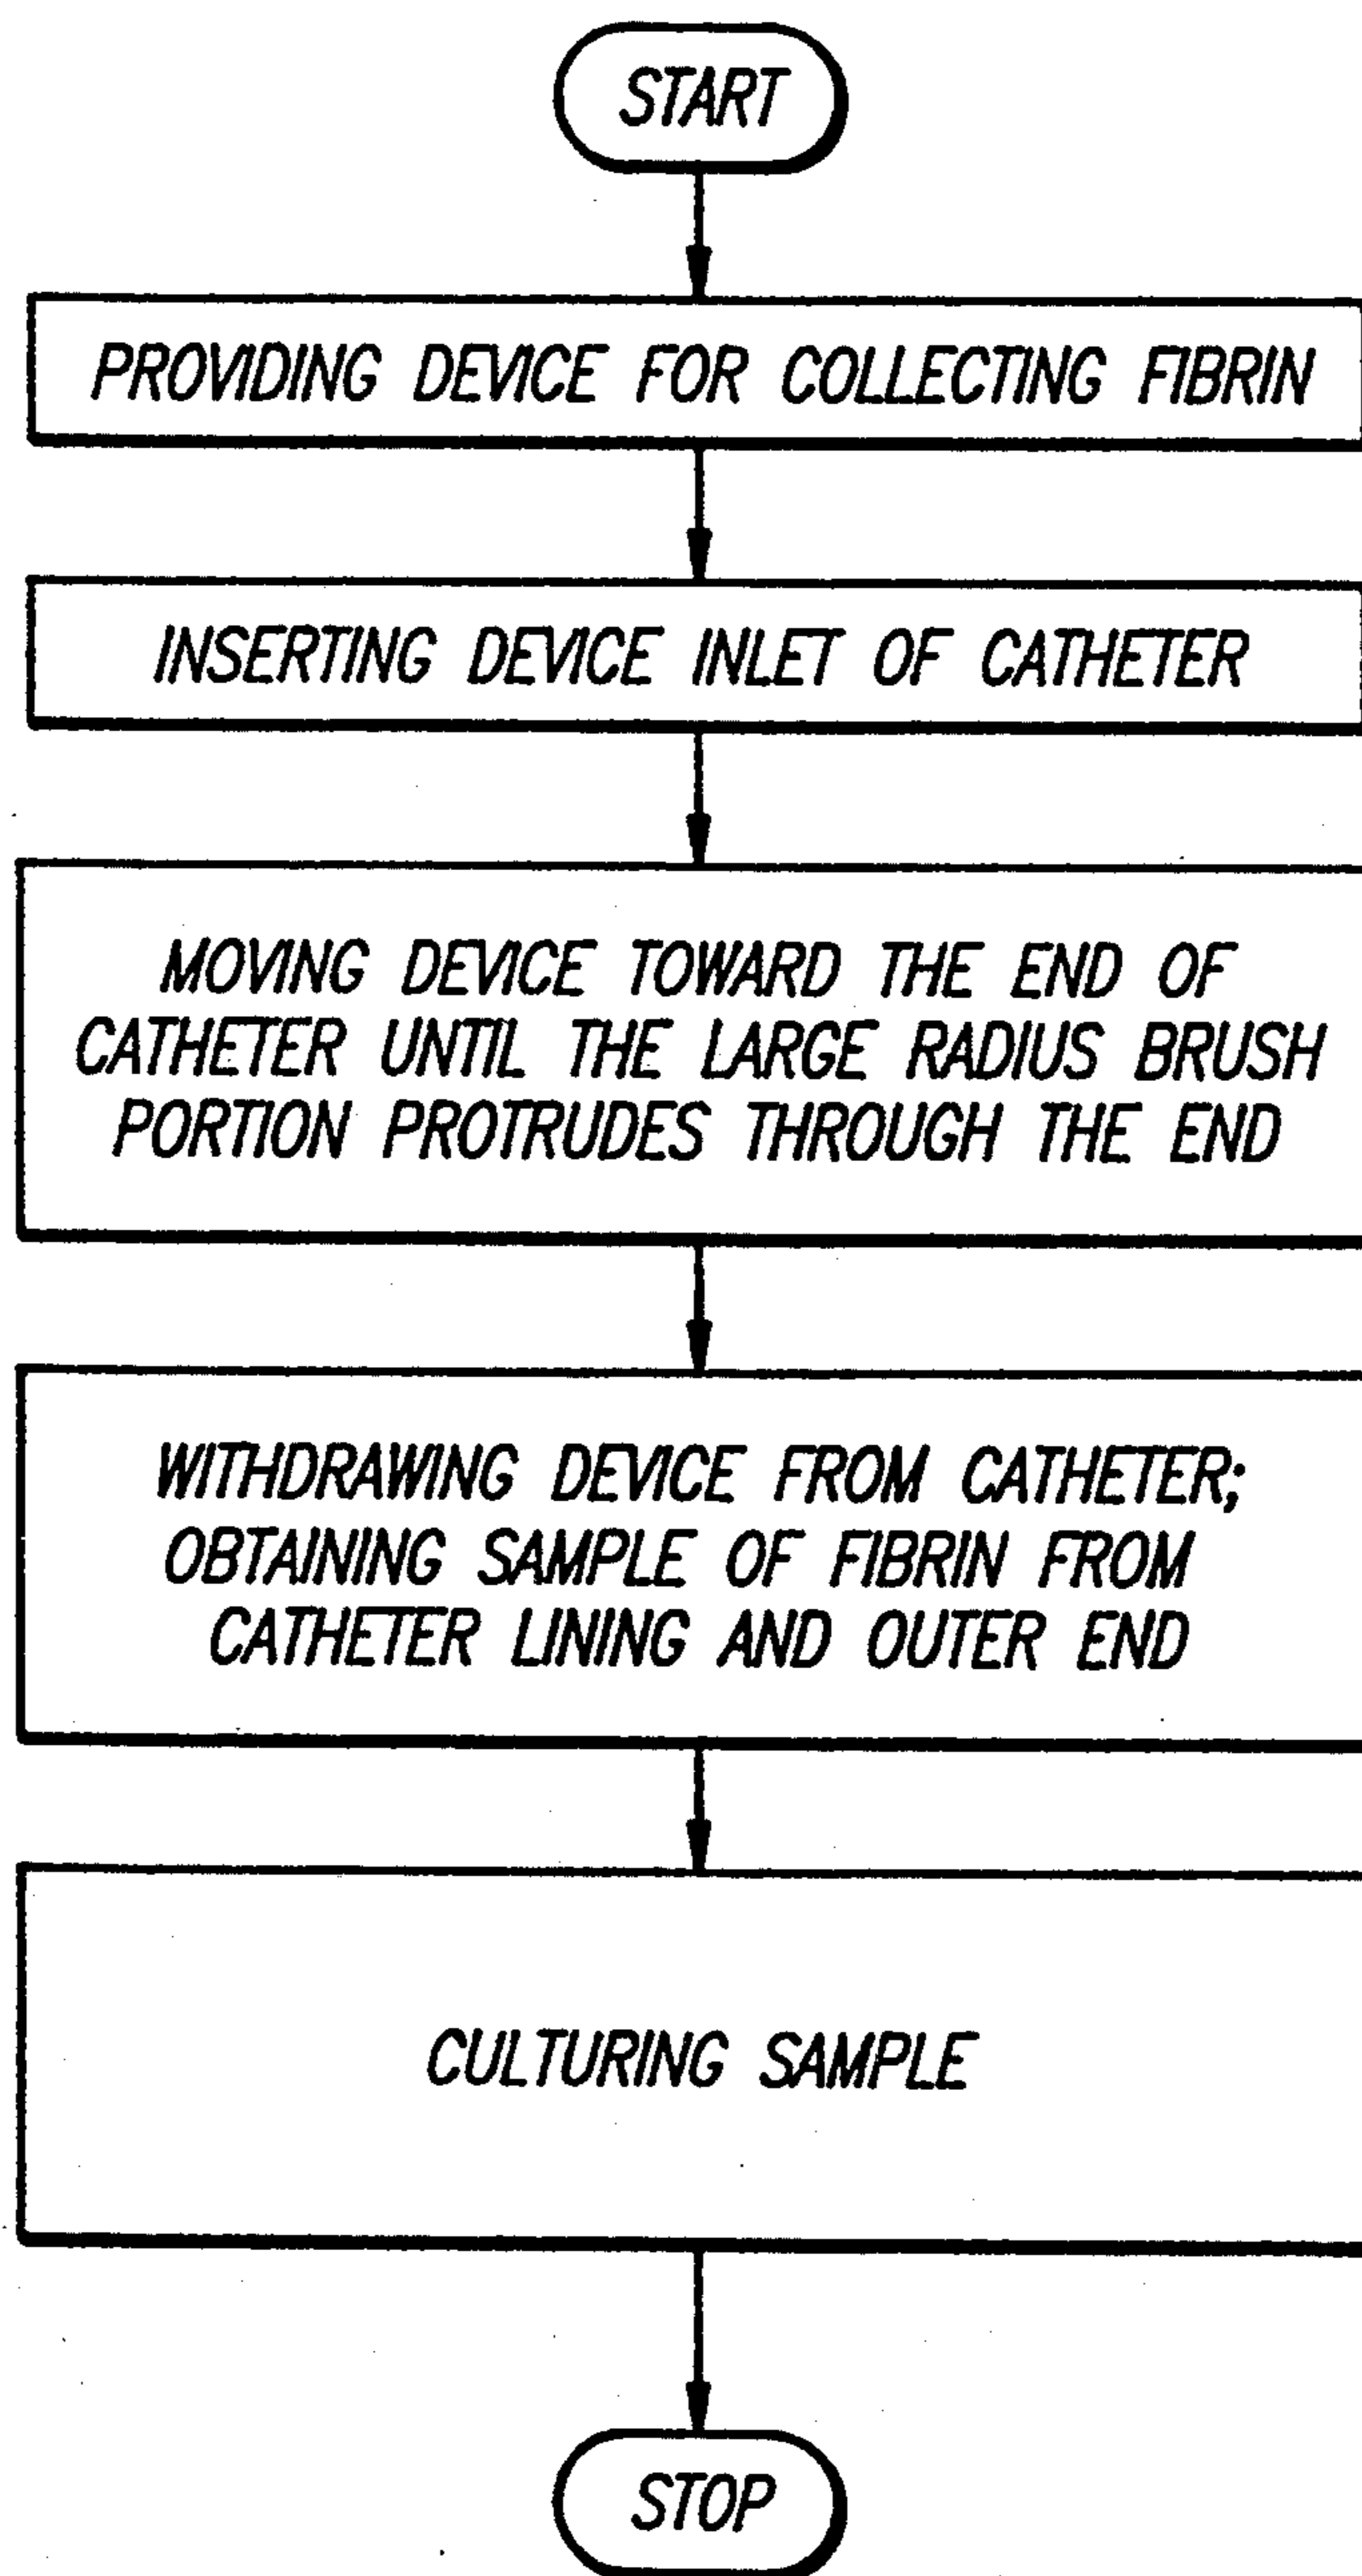 START
PROVIDING DEVICE FOR COLLECTING FIBRIN
INSERTING DEVICE INLET OF CATHETER
MOVING DEVICE TOWARD THE END OF
CATHETER UNTIL THE LARGE RADIUS BRUSH
PORTION PROTRUDES THROUGH THE END
WITHDRAWING DEVICE FROM CATHETER;
OBTAINING SAMPLE OF FIBRIN FROM
CATHETER LINING AND OUTER END
CULTURING SAMPLE
STOP